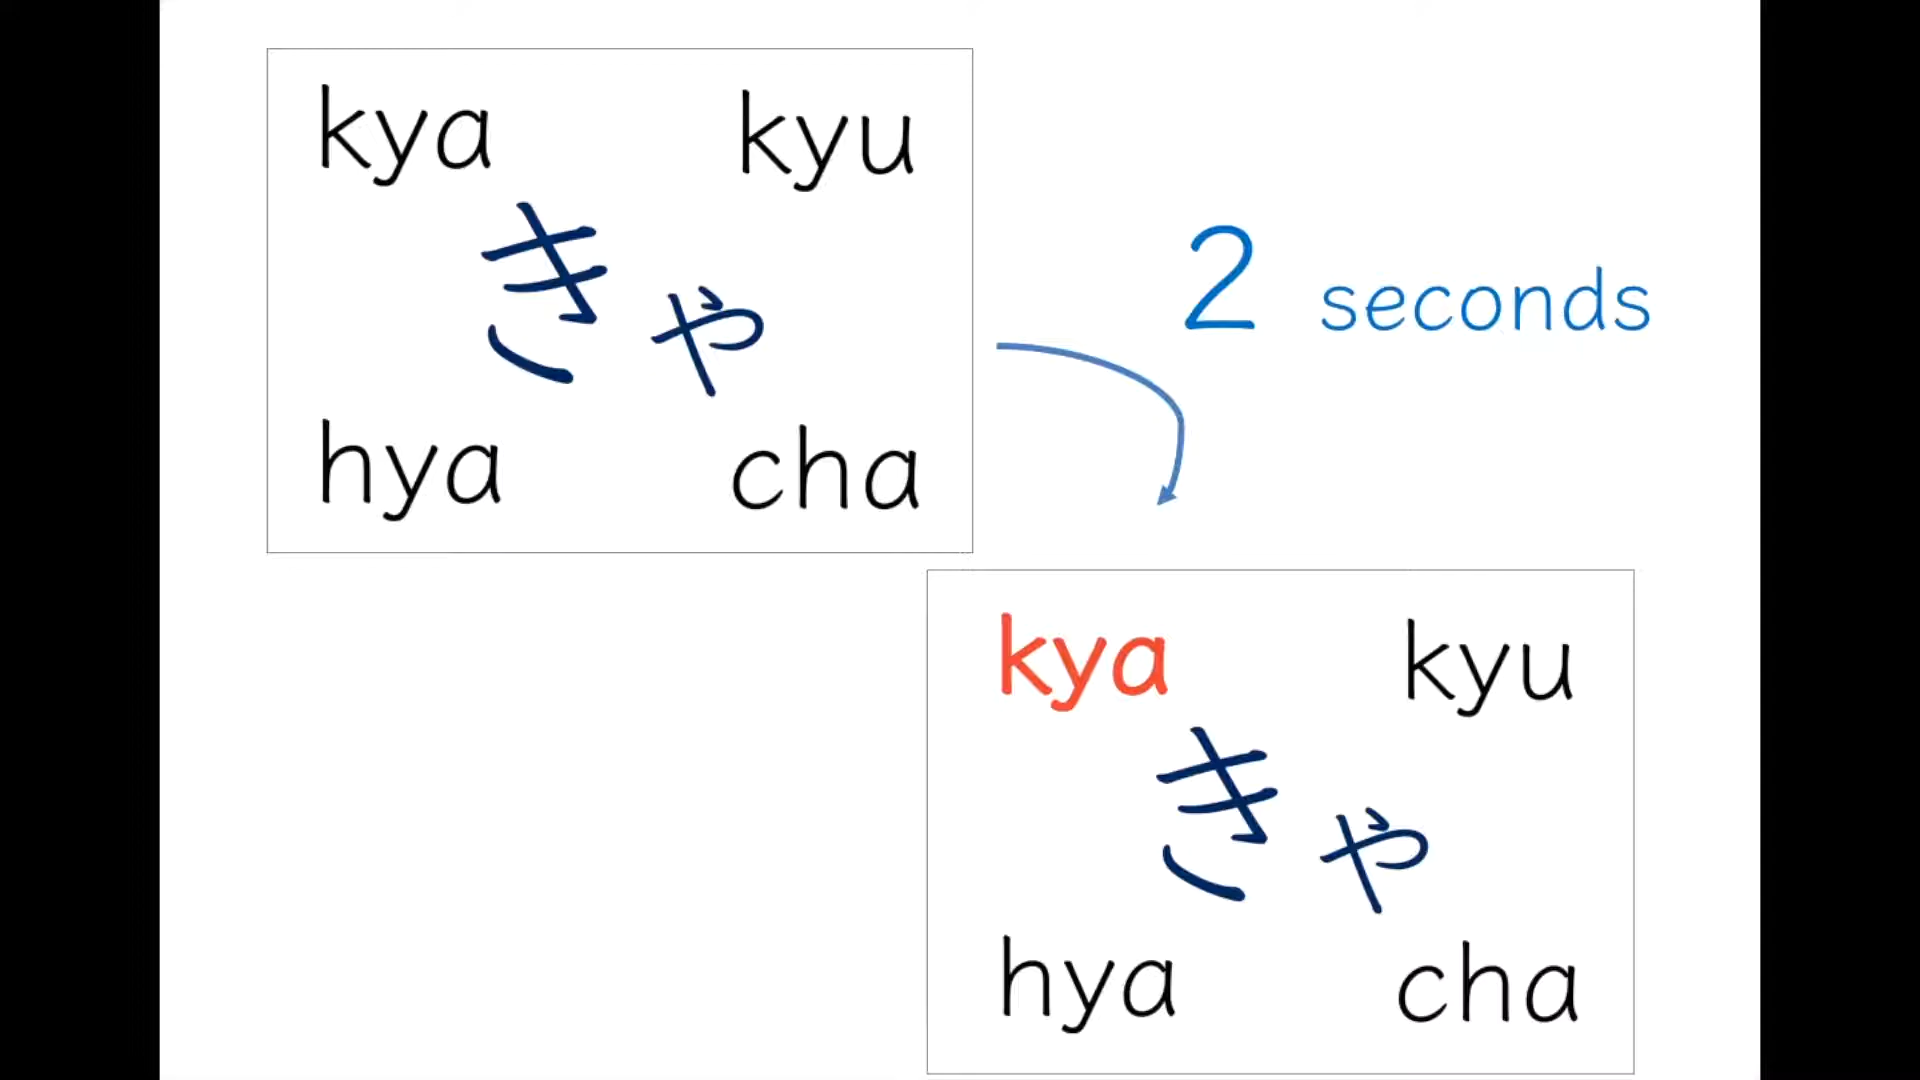 kya kyu
きゃ
hya cha
2 seconds
kya kyu
きゃ
hya cha